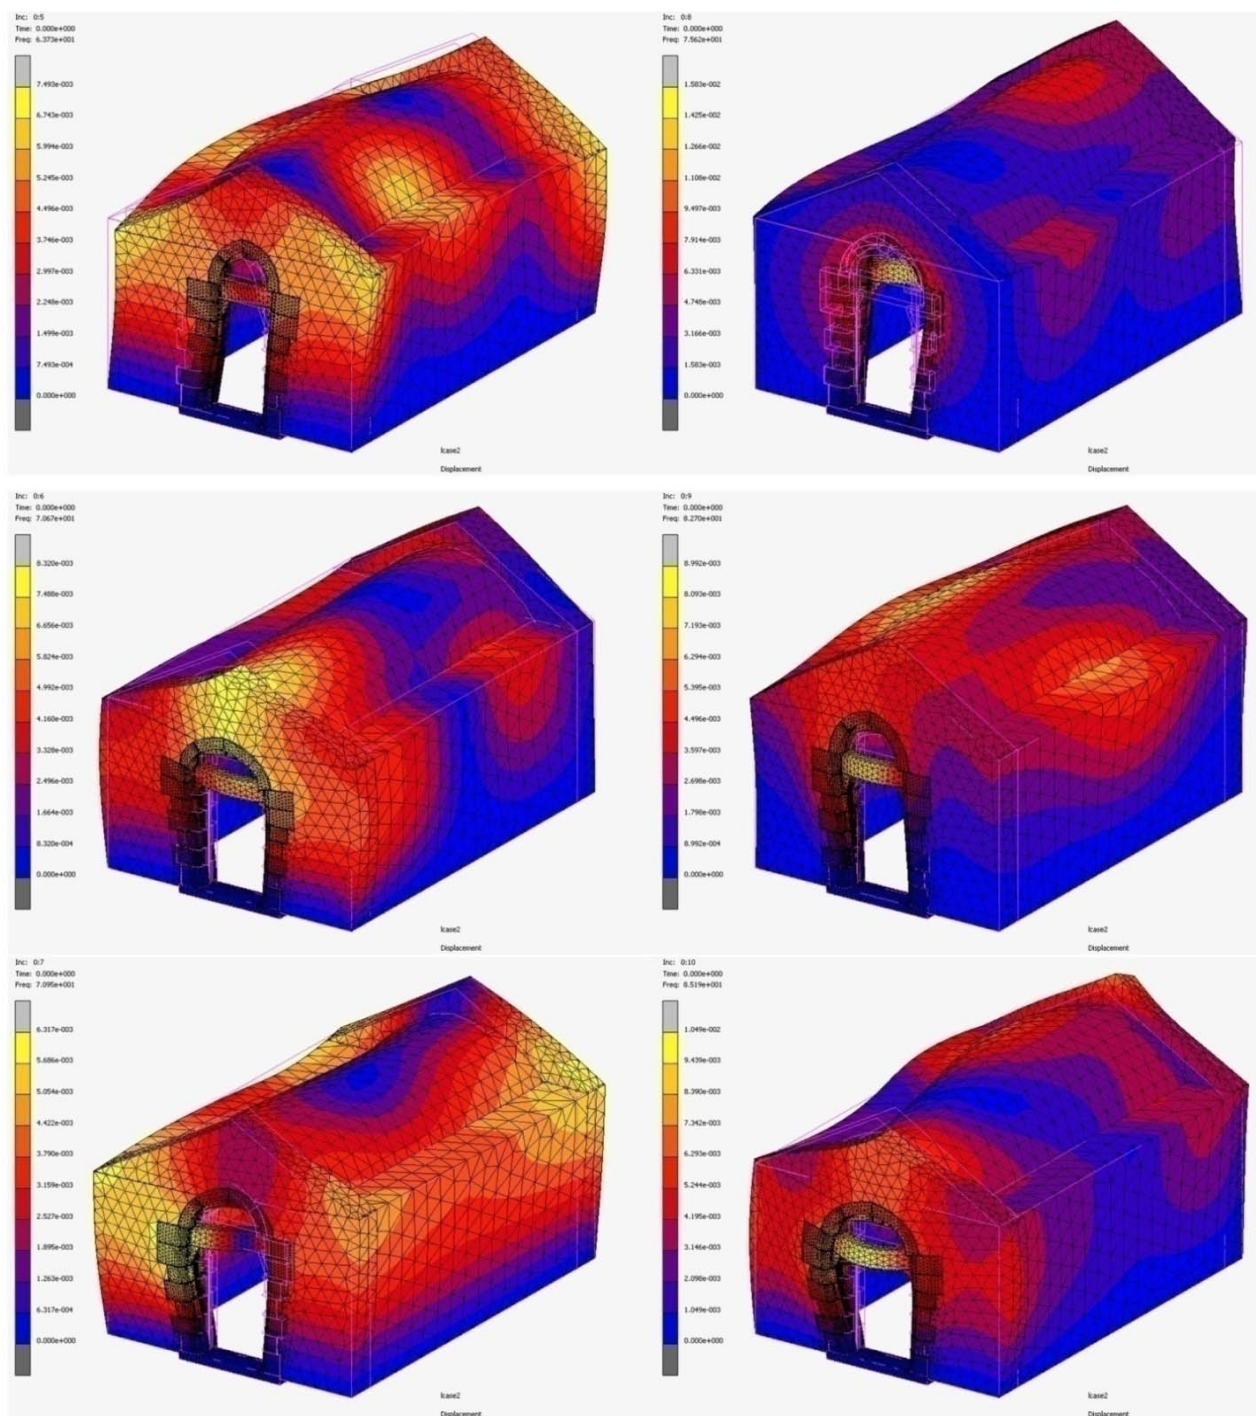 Inc: 0:5
Time: 0.000e+000
Freq: 6.373e+001
7.493e-003
6.743e-003
5.994e-003
5.245e-003
4.496e-003
3.746e-003
2.997e-003
2.248e-003
1.499e-003
7.493e-004
0.000e+000
lcase2
Displacement
Inc: 0:8
Time: 0.000e+000
Freq: 7.562e+001
1.583e-002
1.425e-002
1.266e-002
1.108e-002
9.497e-003
7.914e-003
6.331e-003
4.748e-003
3.166e-003
1.583e-003
0.000e+000
lcase2
Displacement
Inc: 0:6
Time: 0.000e+000
Freq: 7.067e+001
8.320e-003
7.488e-003
6.656e-003
5.824e-003
4.992e-003
4.160e-003
3.328e-003
2.496e-003
1.664e-003
8.320e-004
0.000e+000
lcase2
Displacement
Inc: 0:9
Time: 0.000e+000
Freq: 8.270e+001
8.992e-003
8.093e-003
7.193e-003
6.294e-003
5.395e-003
4.496e-003
3.597e-003
2.698e-003
1.798e-003
8.992e-004
0.000e+000
lcase2
Displacement
Inc: 0:7
Time: 0.000e+000
Freq: 7.095e+001
6.317e-003
5.686e-003
5.054e-003
4.422e-003
3.790e-003
3.159e-003
2.527e-003
1.895e-003
1.263e-003
6.317e-004
0.000e+000
lcase2
Displacement
Inc: 0:10
Time: 0.000e+000
Freq: 8.519e+001
1.049e-002
9.439e-003
8.390e-003
7.342e-003
6.293e-003
5.244e-003
4.195e-003
3.146e-003
2.098e-003
1.049e-003
0.000e+000
lcase2
Displacement